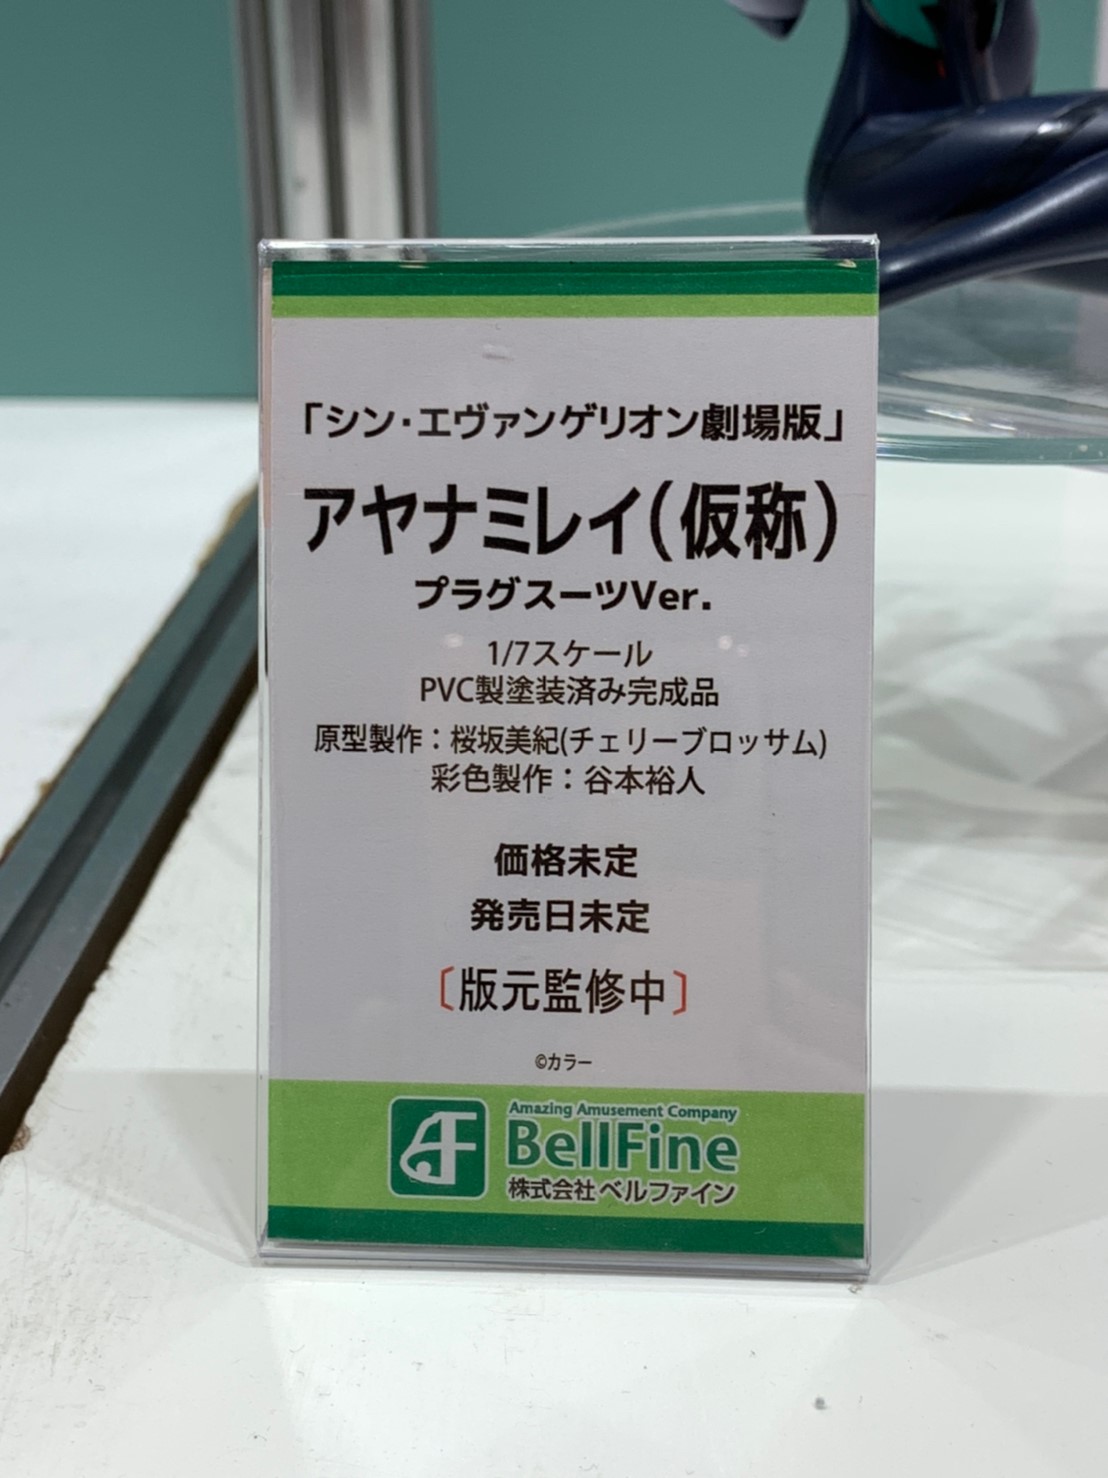 「シン・エヴァンゲリオン劇場版」
アヤナミレイ(仮称)
プラグスーツVer.
1/7スケール
PVC製塗装済み完成品
原型製作：桜坂美紀(チェリーブロッサム)
彩色製作：谷本裕人
価格未定
発売日未定
〔版元監修中〕
©カラー
Amazing Amusement Company
BellFine
株式会社ベルファイン